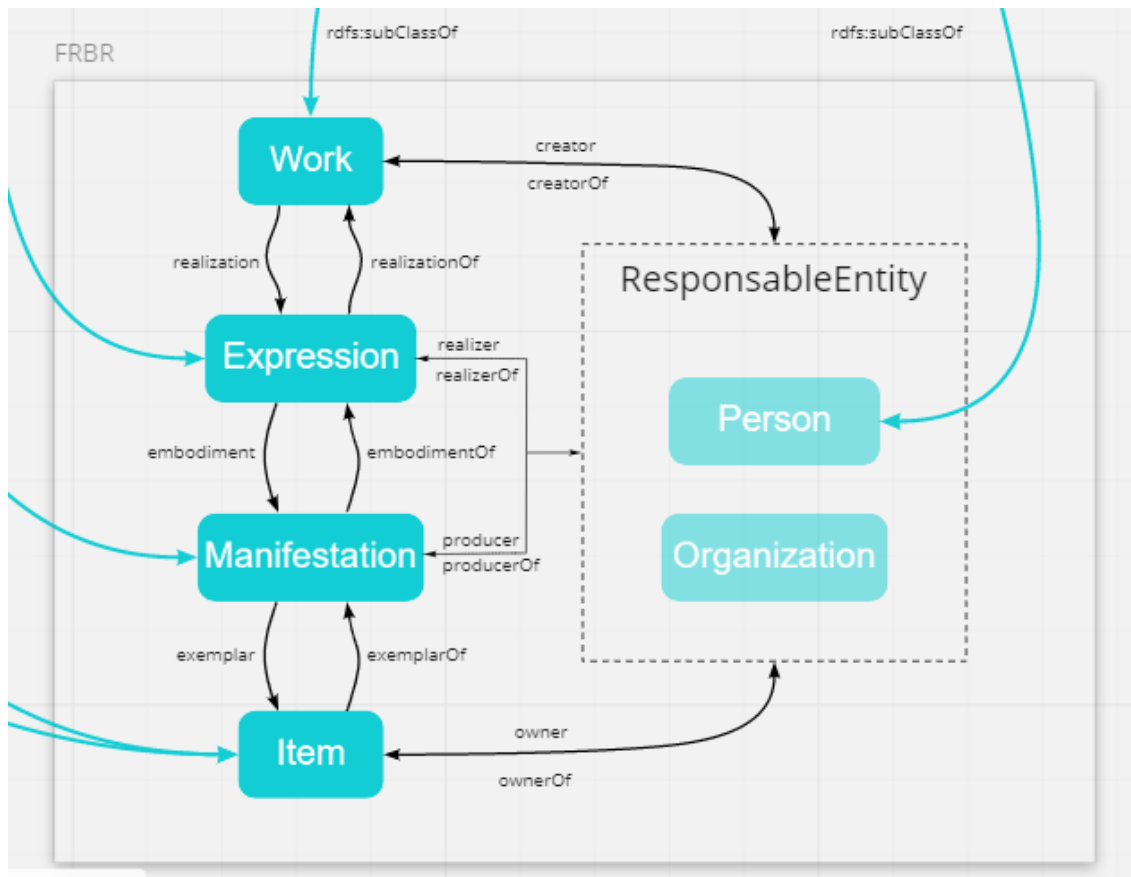 rdfs:subClassOf
rdfs:subClassOf
FRBR
Work
creator
creatorOf
realization
realizationOf
ResponsableEntity
Expression
realizer
realizerOf
Person
embodiment
embodimentOf
Manifestation
producer
producerOf
Organization
exemplar
exemplarOf
Item
owner
ownerOf